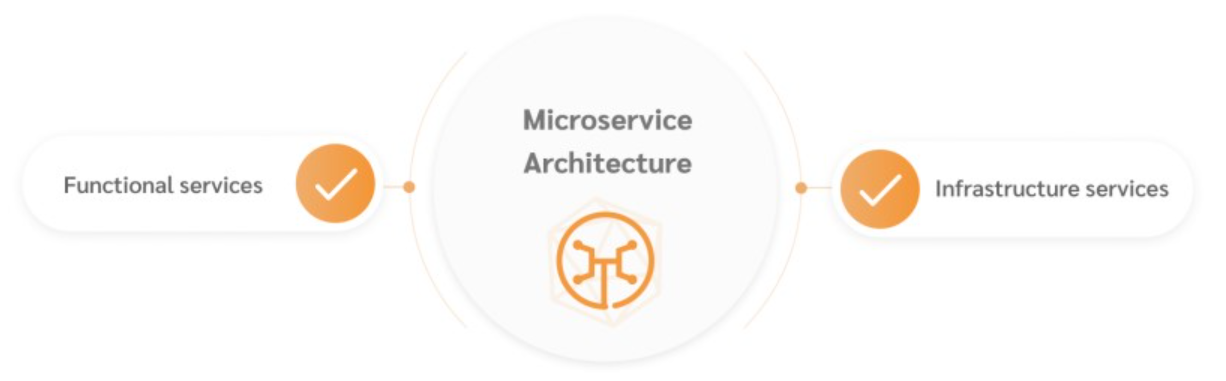 Microservice
Architecture
Functional services
Infrastructure services